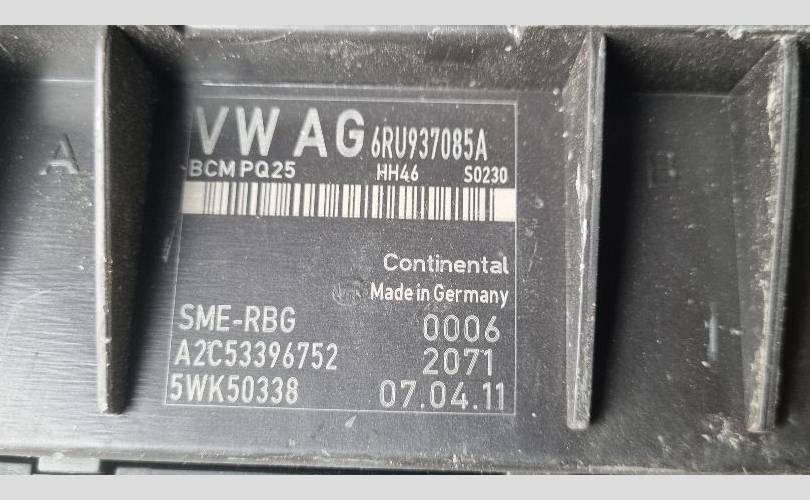 VW AG 6RU937085A
BCM PQ25 HH46 S0230
Continental
Made in Germany
SME-RBG 0006
A2C53396752 2071
5WK50338 07.04.11
A
B